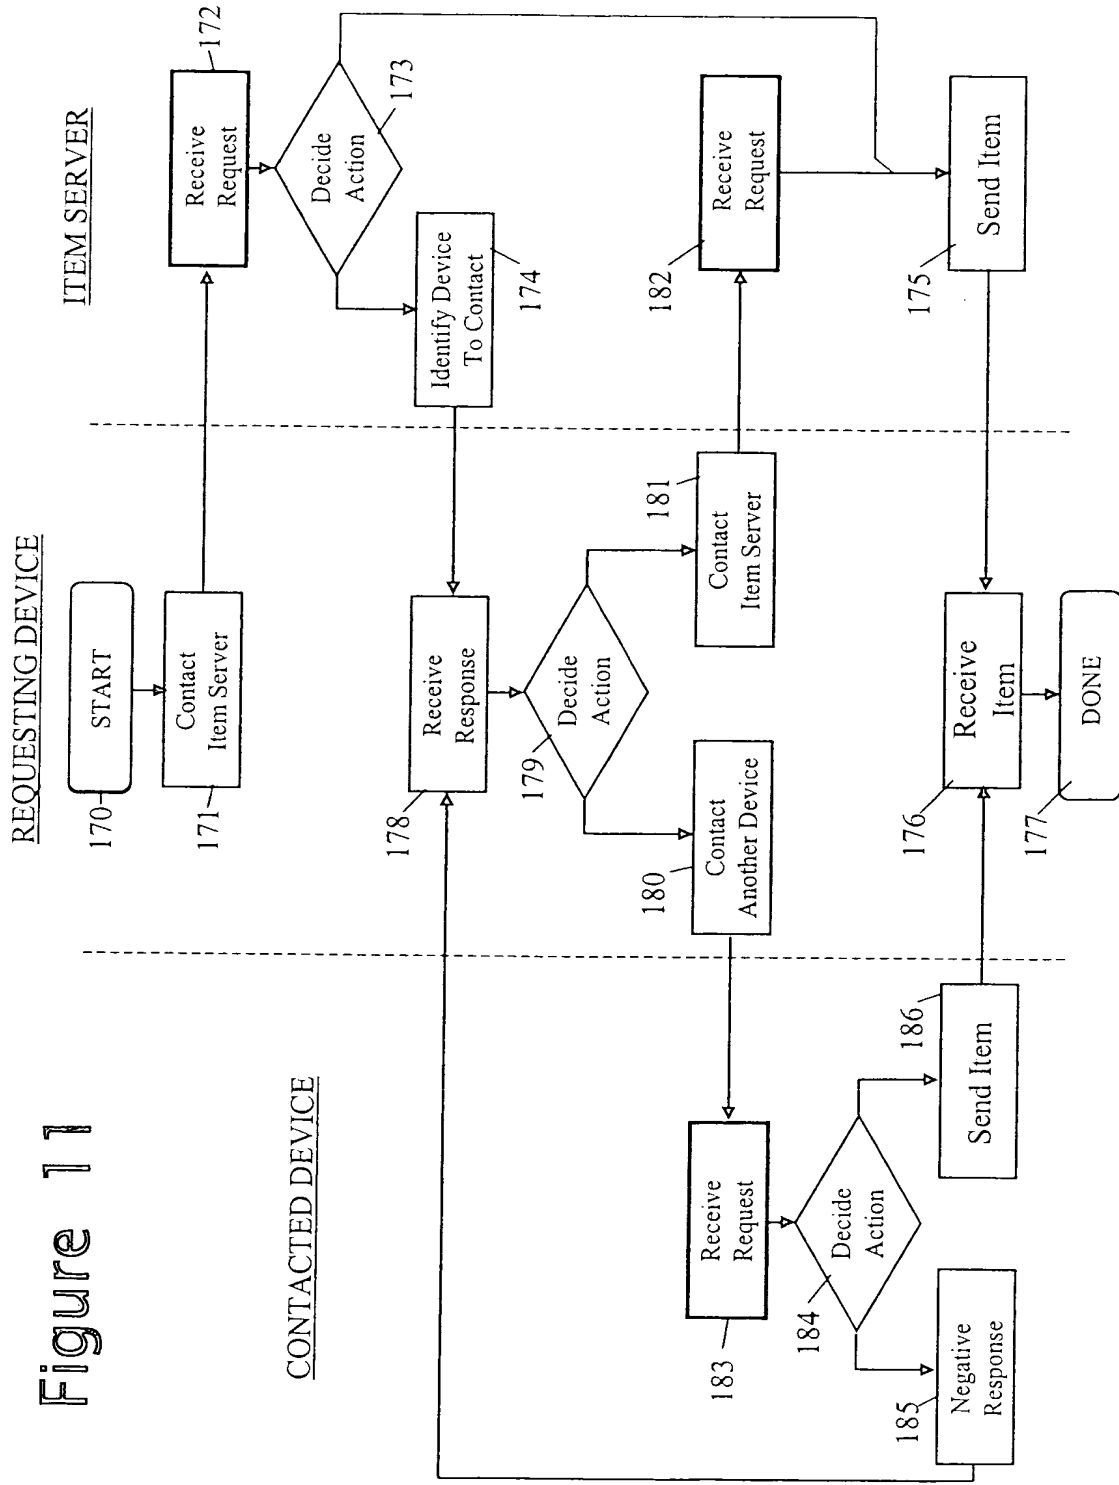 Figure 11
CONTACTED DEVICE
REQUESTING DEVICE
ITEM SERVER
170
START
171
Contact
Item Server
172
Receive
Request
173
Decide
Action
174
Identify Device
To Contact
178
Receive
Response
179
Decide
Action
180
Contact
Another Device
181
Contact
Item Server
182
Receive
Request
183
Receive
Request
184
Decide
Action
185
Negative
Response
186
Send Item
175
Send Item
176
Receive
Item
177
DONE